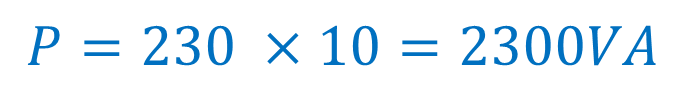 P = 230 × 10 = 2300VA